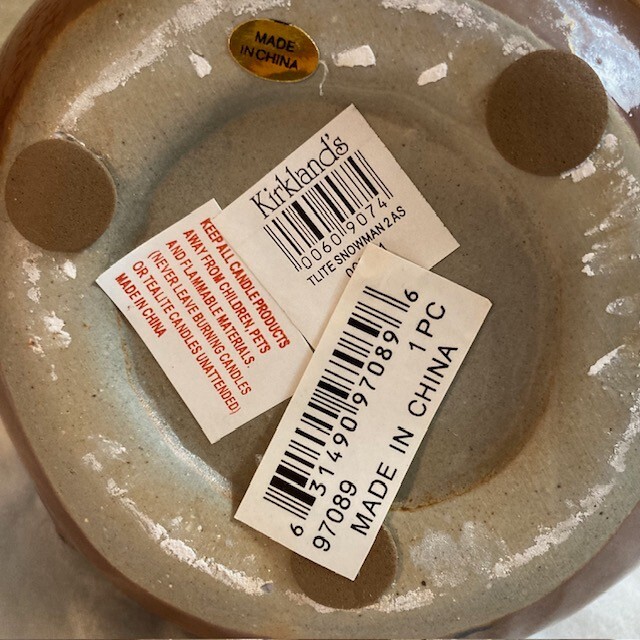 MADE
IN CHINA
Kirkland's
0060 9074
TLITE SNOWMAN 2AS
KEEP ALL CANDLE PRODUCTS
AWAY FROM CHILDREN, PETS
AND FLAMMABLE MATERIALS.
(NEVER LEAVE BURNING CANDLES
OR TEALITE CANDLES UNATTENDED)
MADE IN CHINA
6 31490 97089 6
97089 1 PC
MADE IN CHINA